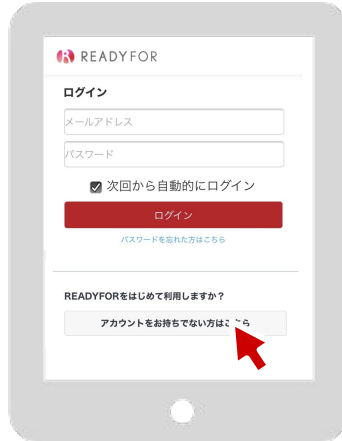 READYFOR
ログイン
メールアドレス
パスワード
次回から自動的にログイン
ログイン
パスワードを忘れた方はこちら
READYFORをはじめて利用しますか？
アカウントをお持ちでない方はこちら